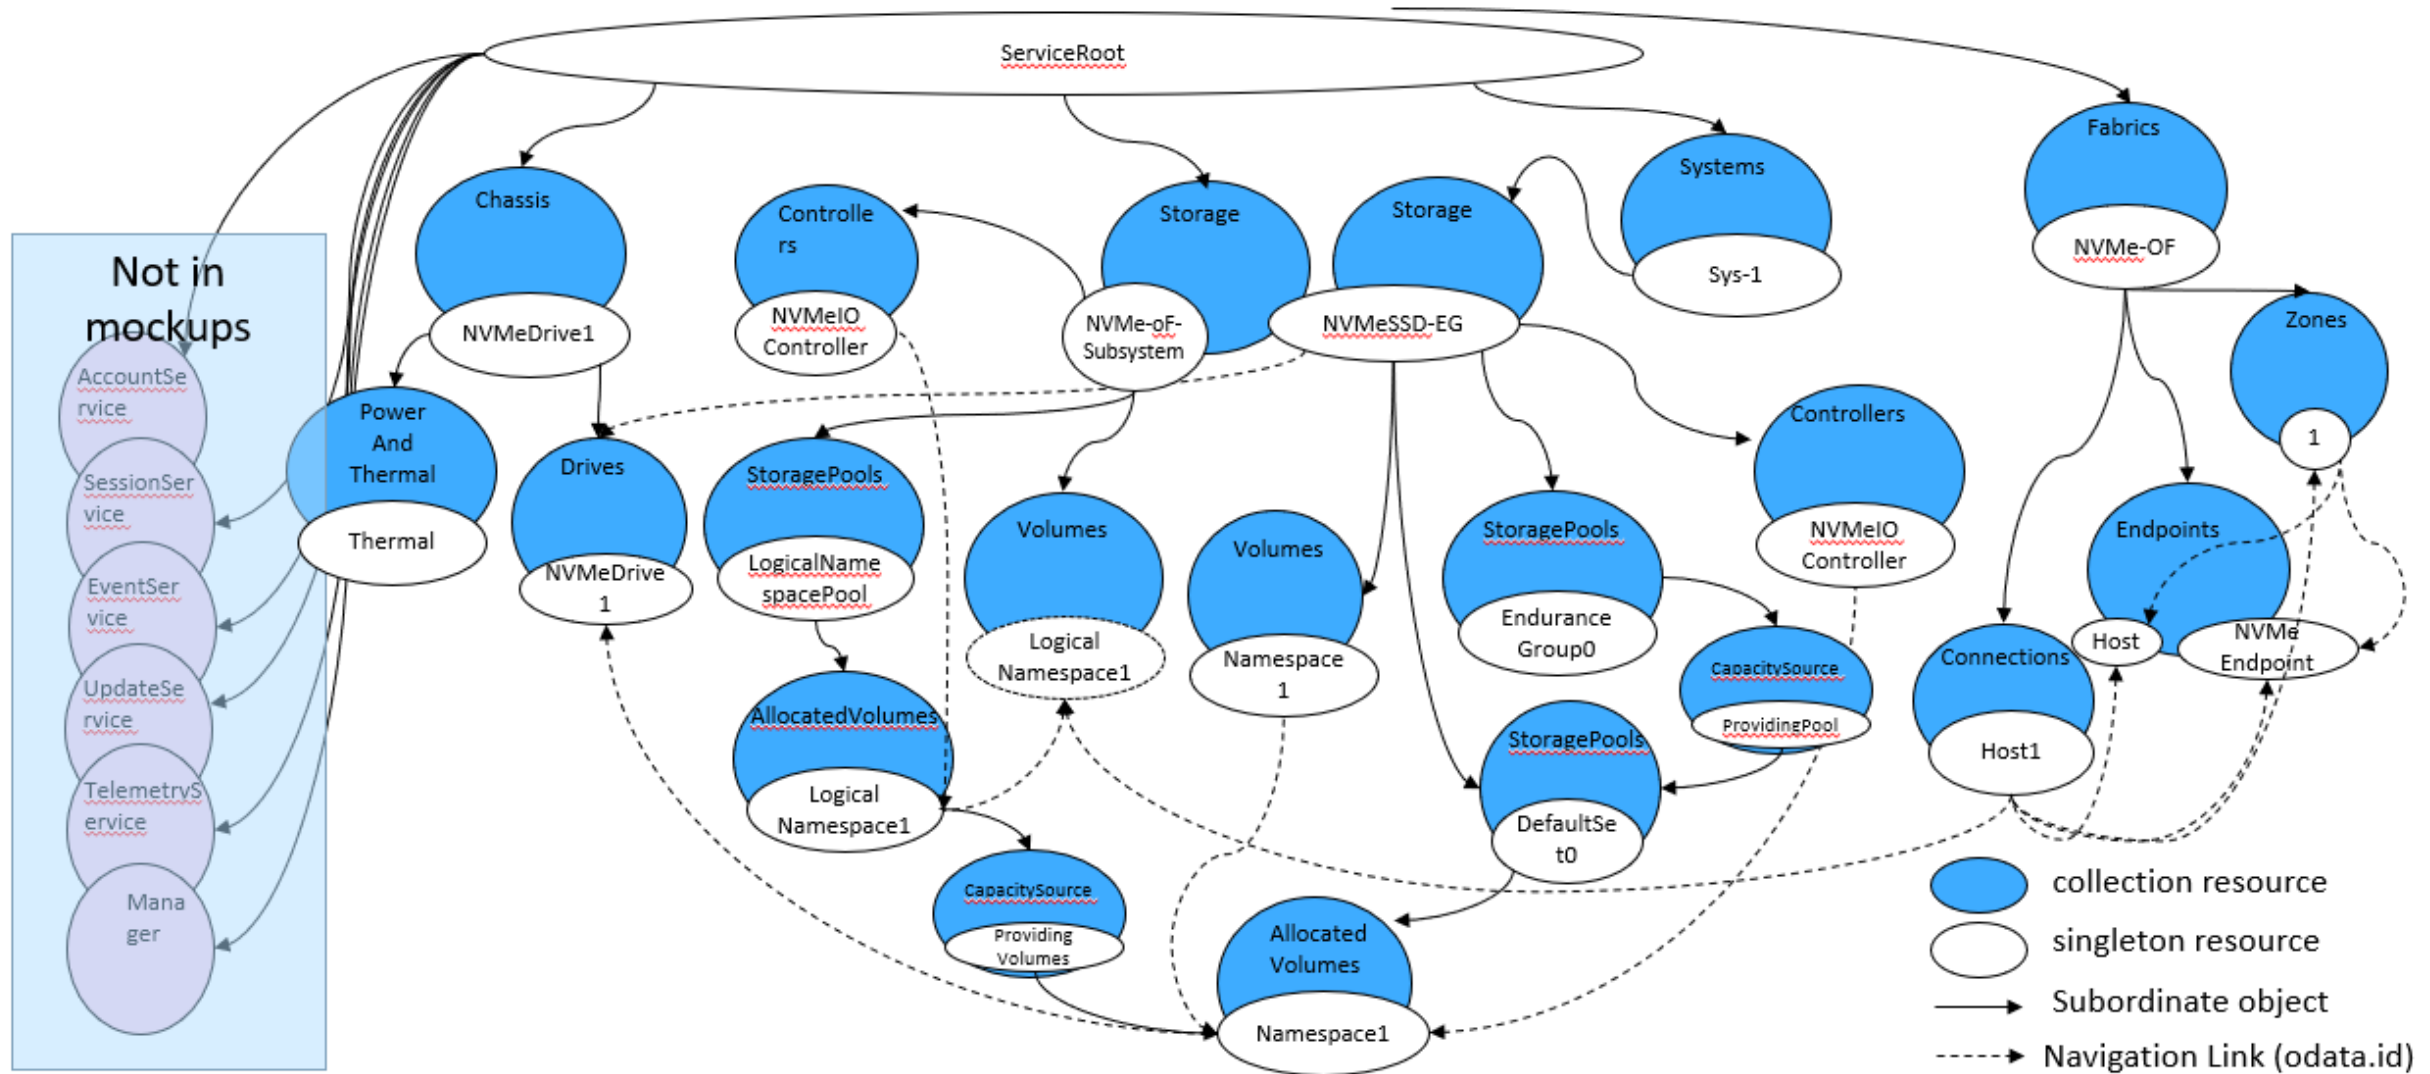 ServiceRoot
Fabrics
NVMe-OF
Systems
Sys-1
Chassis
NVMeDrive1
Controlle
rs
NVMeIO
Controller
Storage
NVMe-oF-
Subsystem
Storage
NVMeSSD-EG
Zones
1
Not in
mockups
AccountSe
rvice
SessionSer
vice
EventSer
vice
UpdateSe
rvice
TelemetryS
ervice
Mana
ger
Power
And
Thermal
Thermal
Drives
NVMeDrive
1
StoragePools
LogicalName
spacePool
Volumes
Logical
Namespace1
Volumes
Namespace
1
StoragePools
Endurance
Group0
Controllers
NVMeIO
Controller
Endpoints
Host
NVMe
Endpoint
Connections
Host1
CapacitySource
ProvidingPool
AllocatedVolumes
Logical
Namespace1
StoragePools
DefaultSe
t0
CapacitySource
Providing
Volumes
Allocated
Volumes
Namespace1
collection resource
singleton resource
Subordinate object
Navigation Link (odata.id)